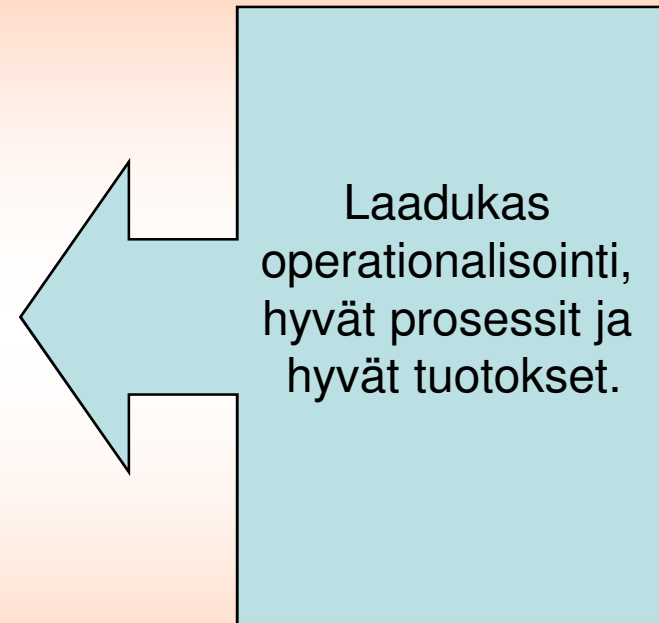 Laadukas
operationalisointi,
hyvät prosessit ja
hyvät tuotokset.